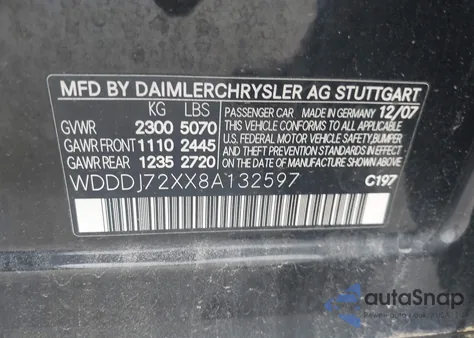 MFD BY DAIMLERCHRYSLER AG STUTTGART
KG LBS
GVWR 2300 5070
GAWR FRONT 1110 2445
GAWR REAR 1235 2720
PASSENGER CAR MADE IN GERMANY 12/07
THIS VEHICLE CONFORMS TO ALL APPLICABLE
U.S. FEDERAL MOTOR VEHICLE SAFETY, BUMPER
AND THEFT PREVENTION STANDARDS IN EFFECT ON THE
DATE OF MANUFACTURE SHOWN ABOVE
WDDDJ72XX8A132597
C197
autoSnap